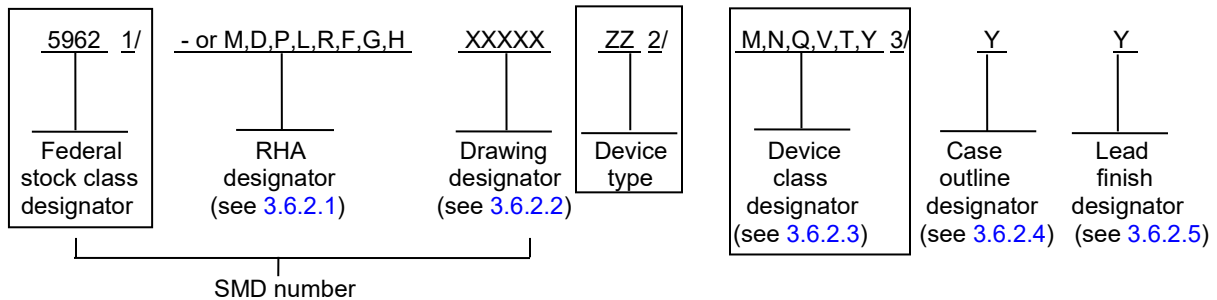 5962 1/ - or M,D,P,L,R,F,G,H XXXXX ZZ 2/ M,N,Q,V,T,Y 3/ Y Y
Federal stock class designator
RHA designator (see 3.6.2.1)
Drawing designator (see 3.6.2.2)
Device type
Device class designator (see 3.6.2.3)
Case outline designator (see 3.6.2.4)
Lead finish designator (see 3.6.2.5)
SMD number